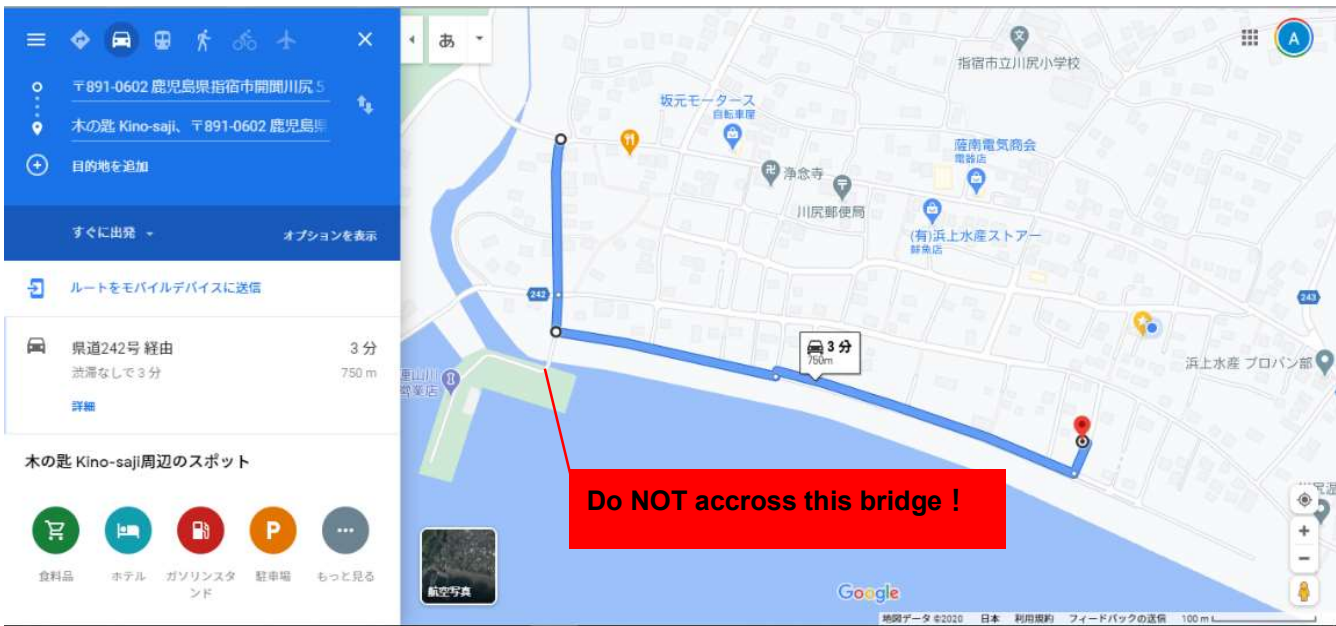 〒891-0602 鹿児島県指宿市開聞川尻 5
木の匙 Kino-saji、〒891-0602 鹿児島県
目的地を追加
すぐに出発
オプションを表示
ルートをモバイルデバイスに送信
県道242号 経由
3 分
渋滞なしで 3 分
750 m
詳細
木の匙 Kino-saji周辺のスポット
食料品
ホテル
ガソリンスタ
ンド
駐車場
もっと見る
P
あ
A
指宿市立川尻小学校
坂元モータース
自転車屋
浄念寺
川尻郵便局
薩南電気商会
電器店
(有)浜上水産ストアー
鮮魚店
242
243
3 分
750m
浜上水産 プロパン部
営業店
Do NOT accross this bridge！
航空写真
Google
地図データ ©2020
日本
利用規約
フィードバックの送信
100 m